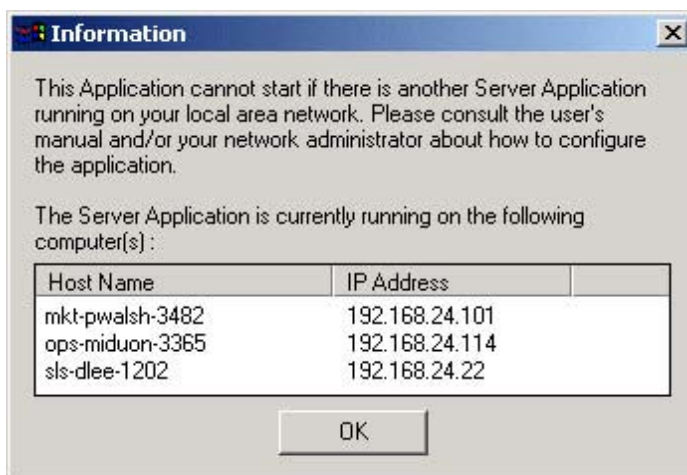 Information
This Application cannot start if there is another Server Application
running on your local area network. Please consult the user's
manual and/or your network administrator about how to configure
the application.
The Server Application is currently running on the following
computer(s) :
Host Name IP Address
mkt-pwalsh-3482 192.168.24.101
ops-miduon-3365 192.168.24.114
sls-dlee-1202 192.168.24.22
OK